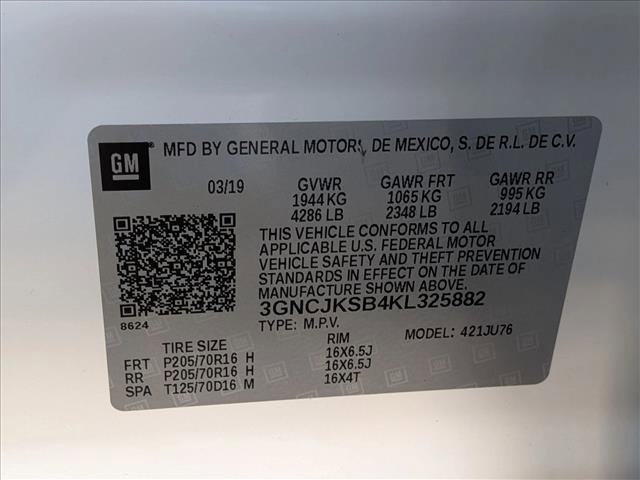 GM ® MFD BY GENERAL MOTORS, DE MEXICO, S. DE R.L. DE C.V.
03/19 GVWR GAWR FRT GAWR RR
1944 KG 1065 KG 995 KG
4286 LB 2348 LB 2194 LB
THIS VEHICLE CONFORMS TO ALL
APPLICABLE U.S. FEDERAL MOTOR
VEHICLE SAFETY AND THEFT PREVENTION
STANDARDS IN EFFECT ON THE DATE OF
MANUFACTURE SHOWN ABOVE.
3GNCJKSB4KL325882
8624
TYPE: M.P.V. MODEL: 421JU76
TIRE SIZE RIM
FRT P205/70R16 H 16X6.5J
RR P205/70R16 H 16X6.5J
SPA T125/70D16 M 16X4T